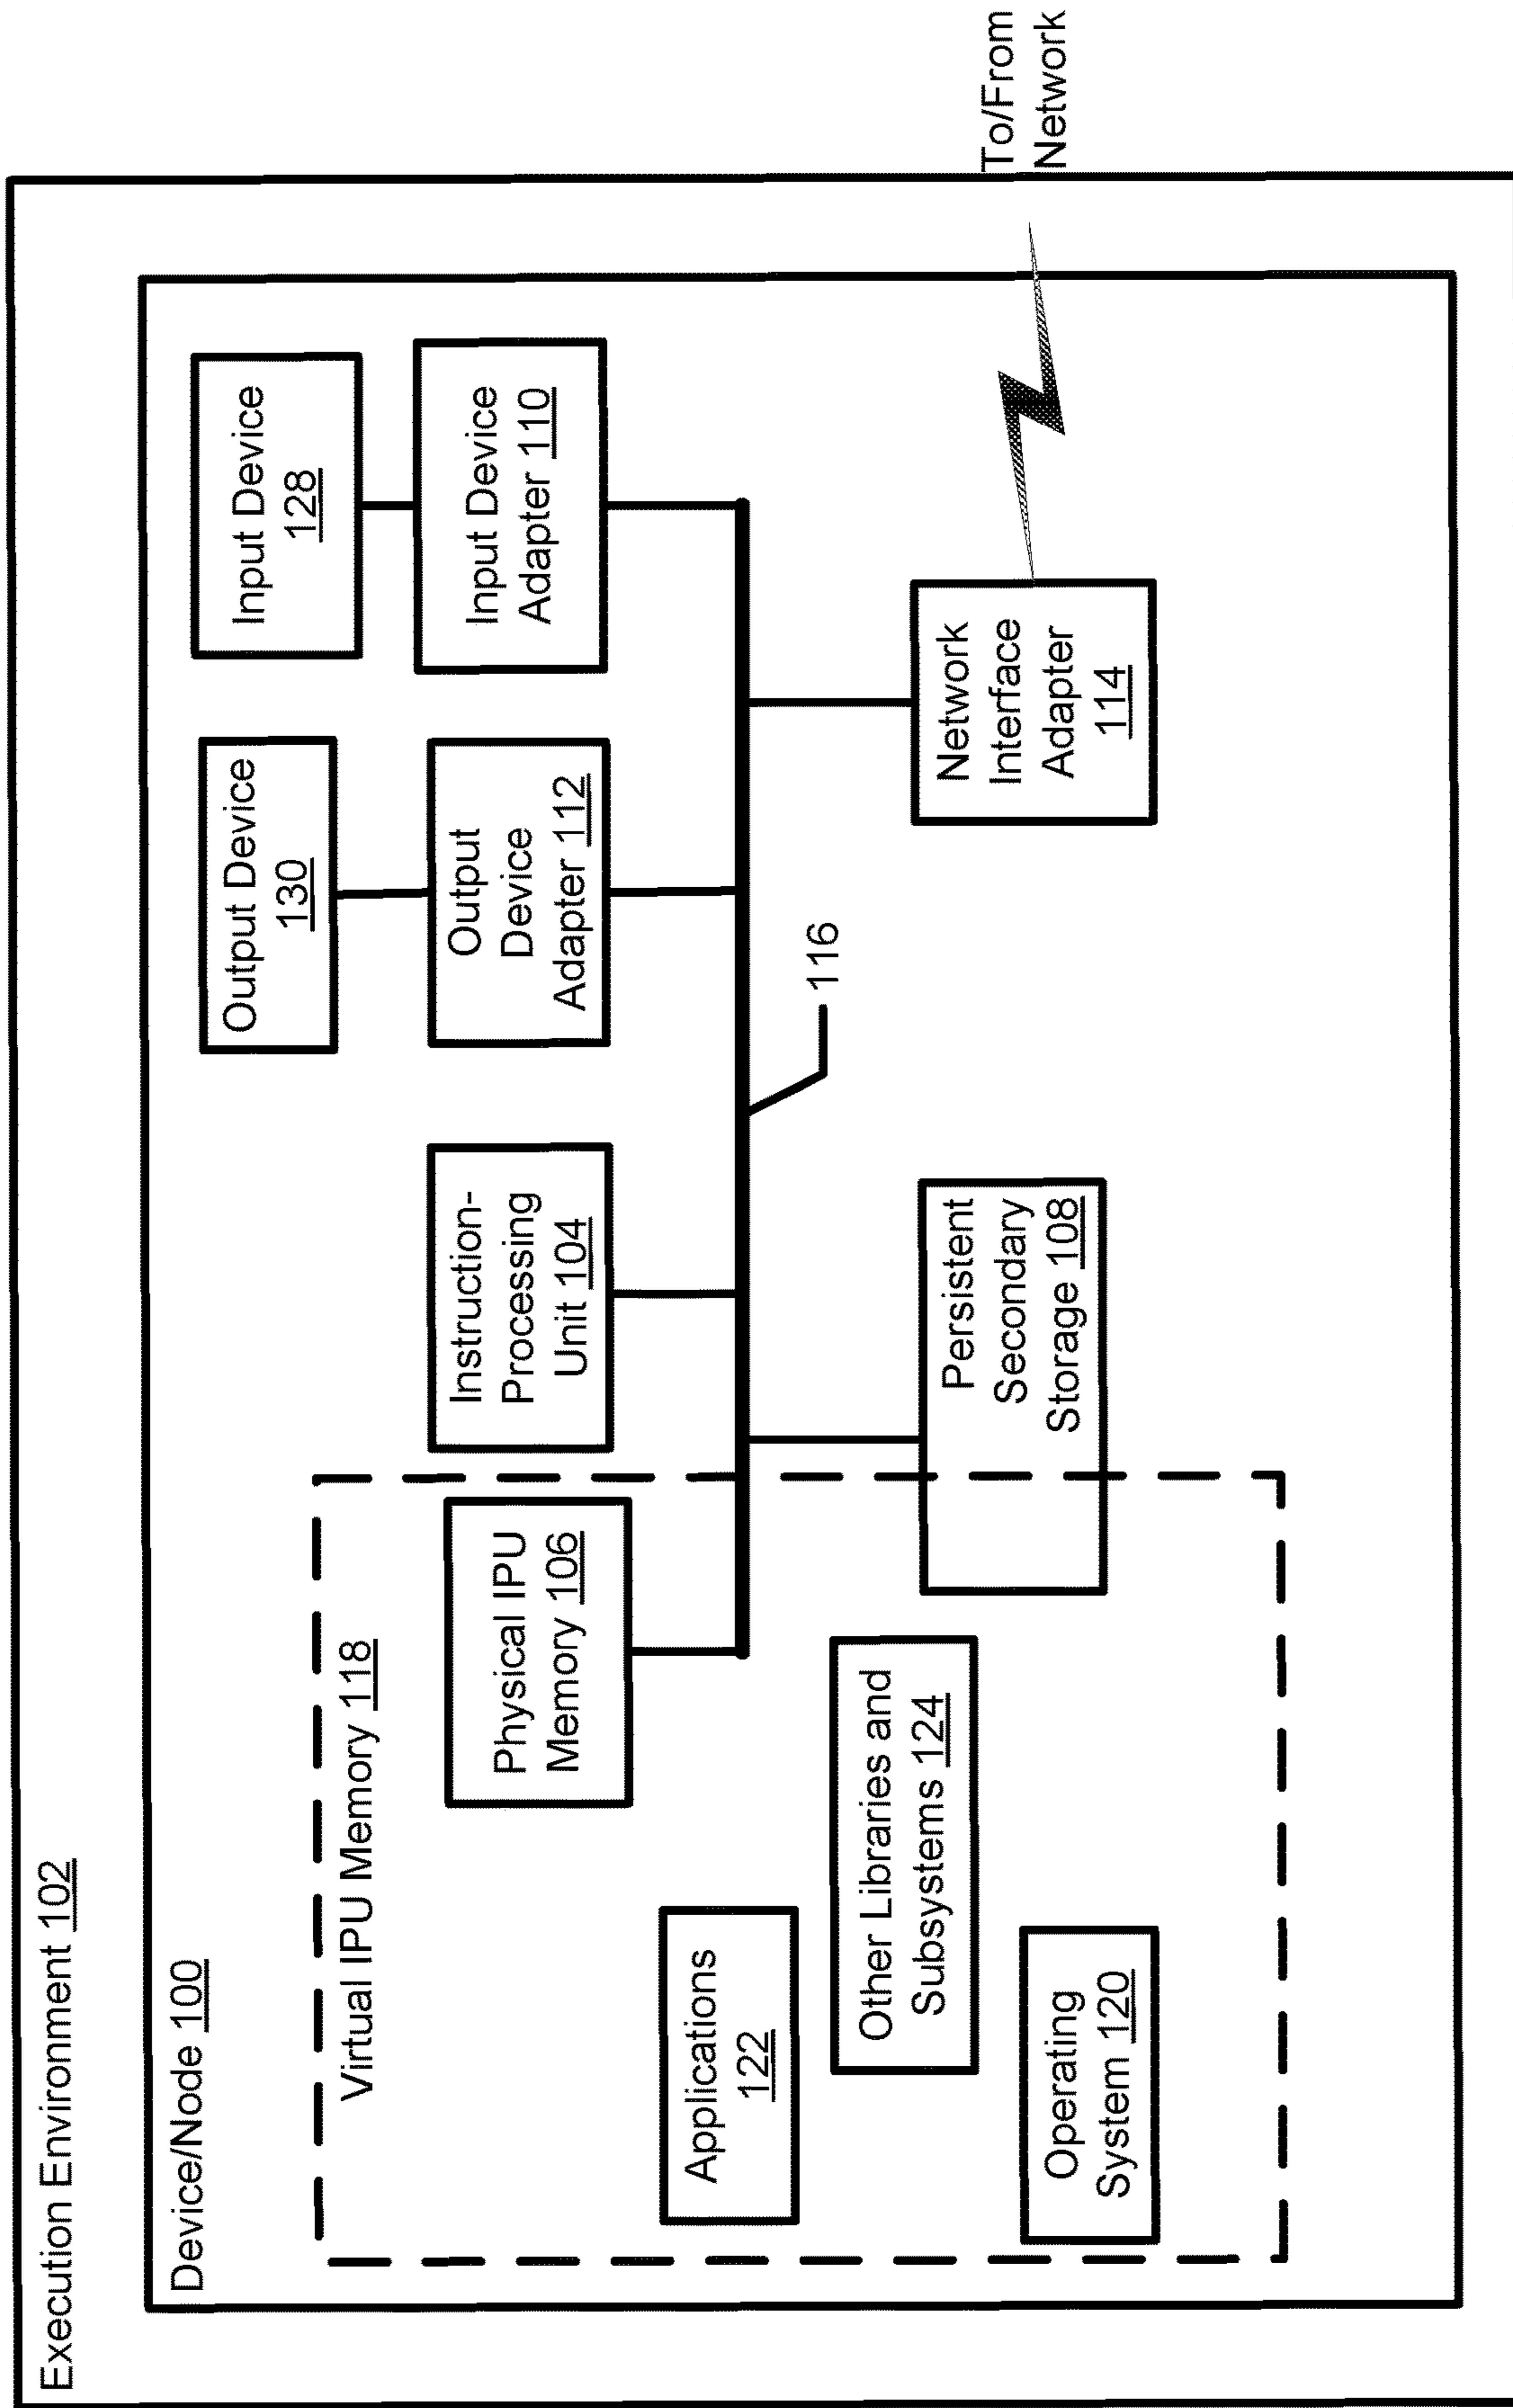 Execution Environment 102
Device/Node 100
Virtual IPU Memory 118
Output Device
130
Input Device
128
Physical IPU
Memory 106
Instruction-
Processing
Unit 104
Output
Device
Adapter 112
Input Device
Adapter 110
Applications
122
116
Other Libraries and
Subsystems 124
Operating
System 120
Persistent
Secondary
Storage 108
Network
Interface
Adapter
114
To/From
Network